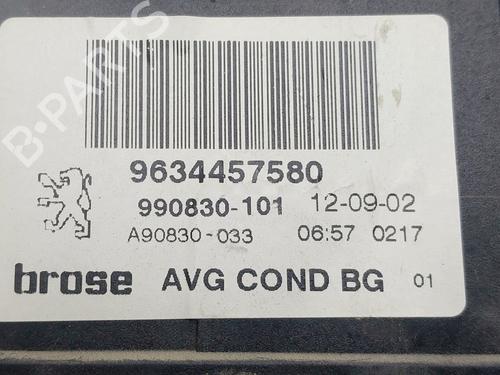 B-PARTS
9634457580
990830-101 12-09-02
A90830-033 06:57 0217
brose AVG COND BG 01